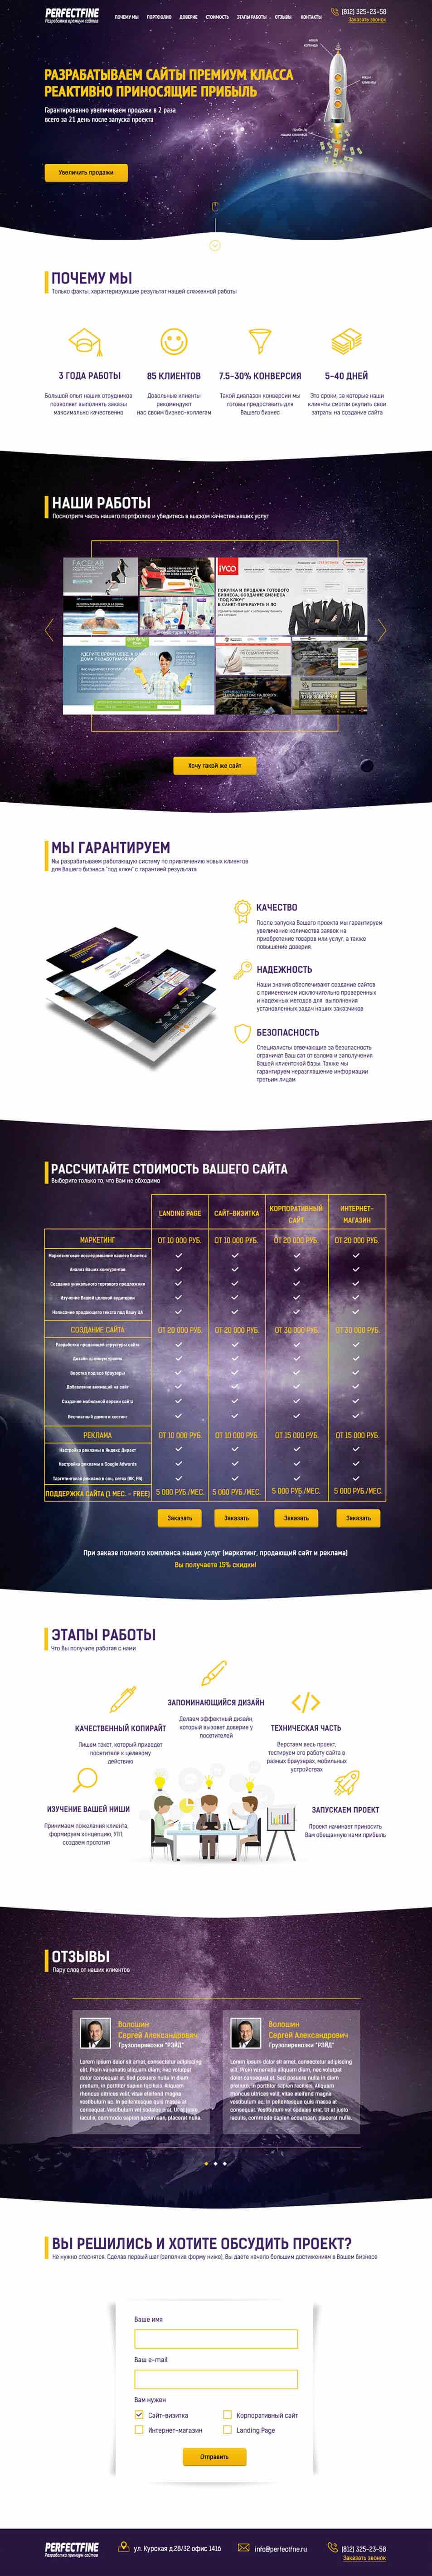 PERFECTFINE
Разработка премиум сайтов
ПОЧЕМУ МЫ ПОРТФОЛИО ДОВЕРИЕ СТОИМОСТЬ ЭТАПЫ РАБОТЫ ОТЗЫВЫ КОНТАКТЫ
(812) 325-23-58
Заказать звонок
РАЗРАБАТЫВАЕМ САЙТЫ ПРЕМИУМ КЛАССА
РЕАКТИВНО ПРИНОСЯЩИЕ ПРИБЫЛЬ
Гарантированно увеличиваем продажи в 2 раза
всего за 21 день после запуска проекта
Увеличить продажи
ПОЧЕМУ МЫ
Только факты, характеризующие результат нашей слаженной работы
3 ГОДА РАБОТЫ
Большой опыт наших отрудников
позволяет выполнять заказы
максимально качественно
85 КЛИЕНТОВ
Довольные клиенты
рекомендуют
нас своим бизнес-коллегам
7.5-30% КОНВЕРСИЯ
Такой диапазон конверсии мы
готовы предоставить для
Вашего бизнес
5-40 ДНЕЙ
Это сроки, за которые наши
клиенты смогли окупить свои
затраты на создание сайта
НАШИ РАБОТЫ
Посмотрите часть нашего портфолио и убедитесь в выском качестве наших услуг
FACELAB
IVCO
ПОКУПКА И ПРОДАЖА ГОТОВОГО
БИЗНЕСА, СОЗДАНИЕ БИЗНЕСА
"ПОД КЛЮЧ"
В САНКТ-ПЕТЕРБУРГЕ И ЛО
Хочу такой же сайт
МЫ ГАРАНТИРУЕМ
Мы разрабатываем работающую систему по привлечению новых клиентов
для Вашего бизнеса "под ключ" с гарантией результата
КАЧЕСТВО
После запуска Вашего проекта мы гарантируем
увеличение количества заявок на
приобретение товаров или услуг, а также
повышение доверия.
НАДЕЖНОСТЬ
Наши знания обеспечивают создание сайтов
с применением исключительно проверенных
и надежных методов для выполнения
установленных задач наших заказчиков
БЕЗОПАСНОСТЬ
Специалисты отвечающие за безопасность
ограничат Ваш сат от взлома и заполучения
Вашей клиентской базы. Также мы
гарантируем неразглашение информации
третьим лицам
РАССЧИТАЙТЕ СТОИМОСТЬ ВАШЕГО САЙТА
Выберите только то, что Вам не обходимо
LANDING PAGE САЙТ-ВИЗИТКА КОРПОРАТИВНЫЙ САЙТ ИНТЕРНЕТ-МАГАЗИН
МАРКЕТИНГ ОТ 10 000 РУБ. ОТ 10 000 РУБ. ОТ 20 000 РУБ. ОТ 20 000 РУБ.
Маркетинговое исследование вашего бизнеса
Анализ Ваших конкурентов
Создание уникального торгового предложения
Изучение Вашей целевой аудитории
Написание продающего текста под Вашу ЦА
СОЗДАНИЕ САЙТА ОТ 20 000 РУБ. ОТ 20 000 РУБ. ОТ 30 000 РУБ. ОТ 30 000 РУБ.
Разработка продающей структуры сайта
Дизайн премиум уровня
Верстка под все браузеры
Добавление анимаций на сайт
Создание мобильной версии сайта
Бесплатный домен и хостинг
РЕКЛАМА ОТ 10 000 РУБ. ОТ 10 000 РУБ. ОТ 15 000 РУБ. ОТ 15 000 РУБ.
Настройка рекламы в Яндекс Директ
Настройка рекламы в Google Adwords
Таргетинговая реклама в соц. сетях (ВК, FB)
ПОДДЕРЖКА САЙТА (1 МЕС. - FREE) 5 000 РУБ./МЕС. 5 000 РУБ./МЕС. 5 000 РУБ./МЕС. 5 000 РУБ./МЕС.
Заказать Заказать Заказать Заказать
При заказе полного комплекса наших услуг (маркетинг, продающий сайт и реклама)
Вы получаете 15% скидки!
ЭТАПЫ РАБОТЫ
Что Вы получите работая с нами
ЗАПОМИНАЮЩИЙСЯ ДИЗАЙН
Делаем эффектный дизайн,
который вызовет доверие у
посетителей
КАЧЕСТВЕННЫЙ КОПИРАЙТ
Пишем текст, который приведет
посетителя к целевому
действию
ТЕХНИЧЕСКАЯ ЧАСТЬ
Верстаем весь проект,
тестируем его работу сайта в
разных браузерах, мобильных
устройствах
ИЗУЧЕНИЕ ВАШЕЙ НИШИ
Принимаем пожелания клиента,
формируем концепцию, УТП,
создаем прототип
ЗАПУСКАЕМ ПРОЕКТ
Проект начинает приносить
Вам обещанную нами прибыль
ОТЗЫВЫ
Пару слов от наших клиентов
Волошин
Сергей Александрович
Грузоперевозки "РЭЙД"
Lorem ipsum dolor sit amet, consectetur adipiscing
elit. Proin venenatis aliquam diam, nec volutpat
dolor consequat ac. Sed posuere nulla in diam
pretium, in porttitor sapien facilisis. Aliquam
rhoncus ultrices velit, vitae eleifend magna
vestibulum ac. In pellentesque quis mauris at
consequat. Vestibulum vel sodales erat. Ut at justo
iaculis, commodo sapien accumsan, placerat nulla.
Волошин
Сергей Александрович
Грузоперевозки "РЭЙД"
Lorem ipsum dolor sit amet, consectetur adipiscing
elit. Proin venenatis aliquam diam, nec volutpat
dolor consequat ac. Sed posuere nulla in diam
pretium, in porttitor sapien facilisis. Aliquam
rhoncus ultrices velit, vitae eleifend magna
vestibulum ac. In pellentesque quis mauris at
consequat. Vestibulum vel sodales erat. Ut at justo
iaculis, commodo sapien accumsan, placerat nulla.
ВЫ РЕШИЛИСЬ И ХОТИТЕ ОБСУДИТЬ ПРОЕКТ?
Не нужно стеснятся. Сделав первый шаг (заполнив форму ниже), Вы даете начало большим достижениям в Вашем бизнесе
Ваше имя
Ваш e-mail
Вам нужен
Сайт-визитка Корпоративный сайт
Интернет-магазин Landing Page
Отправить
PERFECTFINE
Разработка премиум сайтов
ул. Курская д.28/32 офис 1416
info@perfectfne.ru
(812) 325-23-58
Заказать звонок